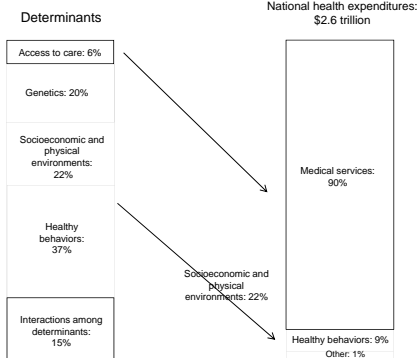 Determinants
Access to care: 6%
Genetics: 20%
Socioeconomic and
physical
environments:
22%
Healthy
behaviors:
37%
Interactions among
determinants:
15%
National health expenditures:
$2.6 trillion
Medical services:
90%
Socioeconomic and
physical
environments: 22%
Healthy behaviors: 9%
Other: 1%